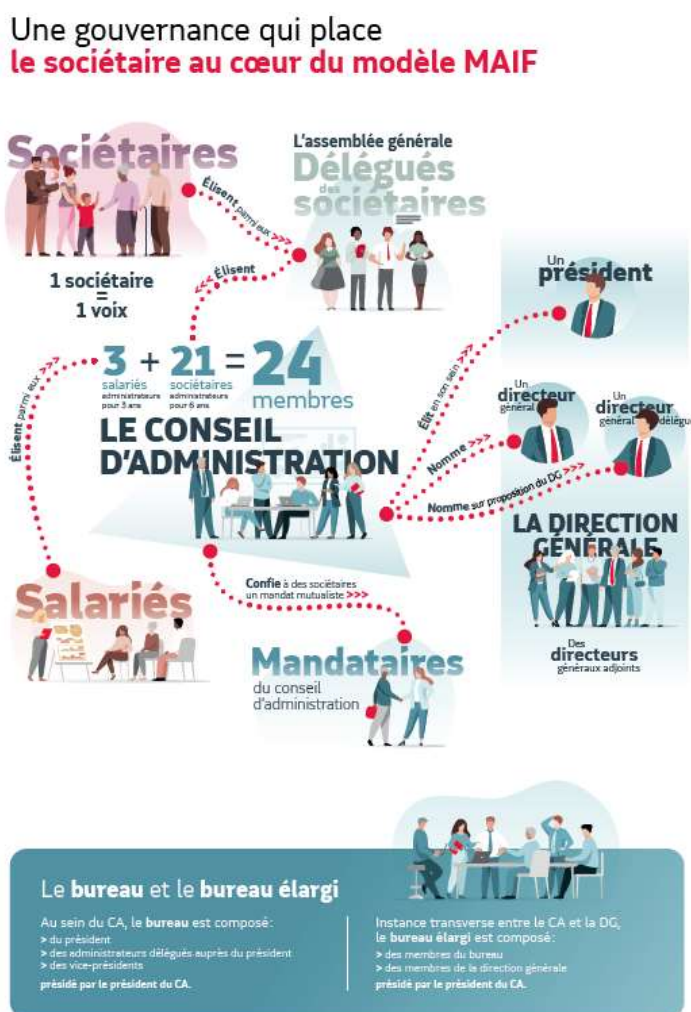 Une gouvernance qui place
le sociétaire au cœur du modèle MAIF
Sociétaires
Élisent parmi eux >>>
L'assemblée générale
Délégués
des
sociétaires
1 sociétaire
=
1 voix
<<< Élisent
Un
président
3 + 21 = 24
salariés
administrateurs
pour 3 ans
sociétaires
administrateurs
pour 6 ans
membres
LE CONSEIL
D'ADMINISTRATION
Élisent parmi eux >>>
Élit en son sein >>>
Nomme >>>
Nomme sur proposition du DG >>>
Un
directeur
général
Un
directeur
général délégué
LA DIRECTION
GÉNÉRALE
Des
directeurs
généraux adjoints
Salariés
Confie à des sociétaires
un mandat mutualiste >>>
Mandataires
du conseil
d'administration
Le bureau et le bureau élargi
Au sein du CA, le bureau est composé :
> du président
> des administrateurs délégués auprès du président
> des vice-présidents
présidé par le président du CA.
Instance transverse entre le CA et la DG,
le bureau élargi est composé :
> des membres du bureau
> des membres de la direction générale
présidé par le président du CA.